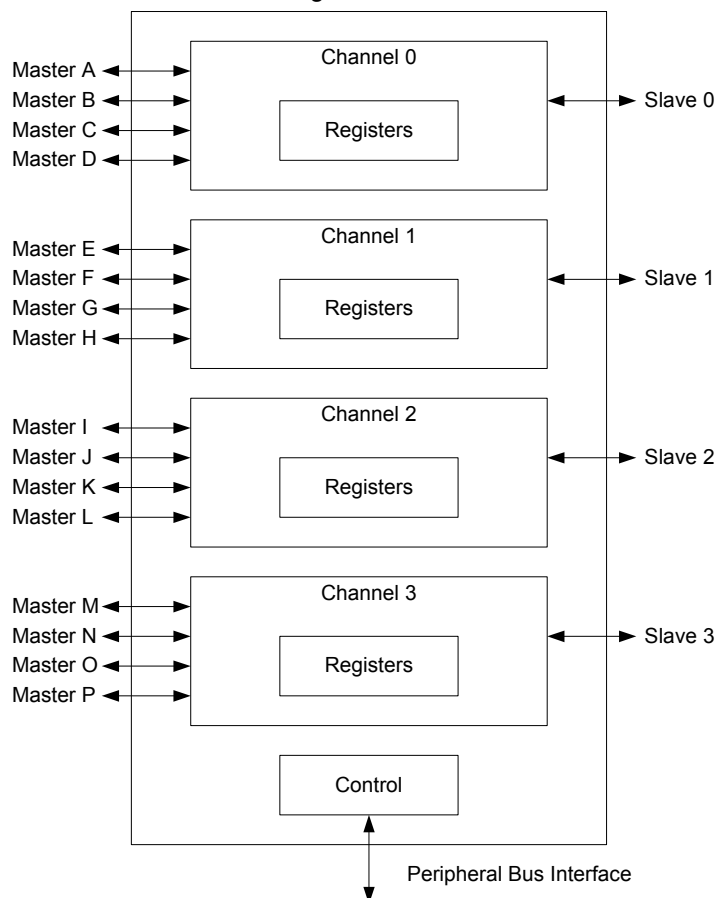 Channel 0
Master A
Master B
Master C
Master D
Registers
Slave 0
Channel 1
Master E
Master F
Master G
Master H
Registers
Slave 1
Channel 2
Master I
Master J
Master K
Master L
Registers
Slave 2
Channel 3
Master M
Master N
Master O
Master P
Registers
Slave 3
Control
Peripheral Bus Interface